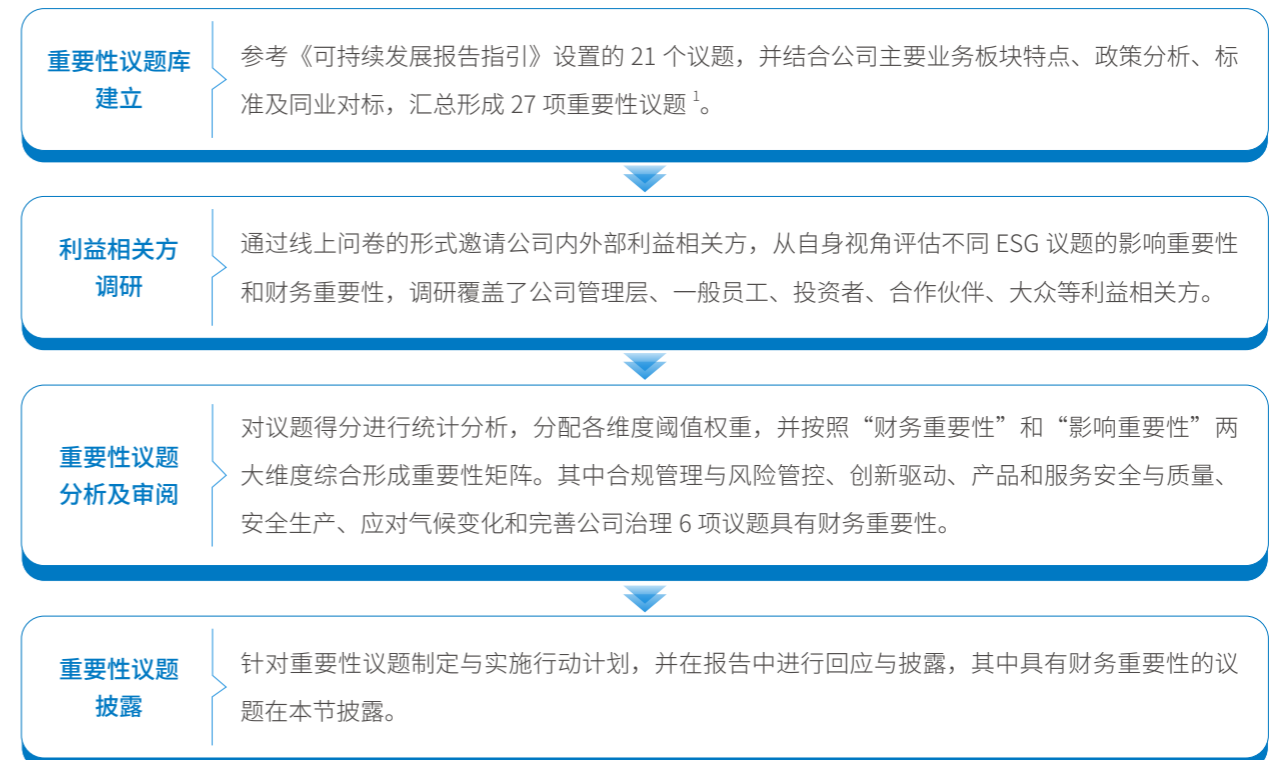 重要性议题库
建立
参考《可持续发展报告指引》设置的 21 个议题，并结合公司主要业务板块特点、政策分析、标
准及同业对标，汇总形成 27 项重要性议题 1。
利益相关方
调研
通过线上问卷的形式邀请公司内外部利益相关方，从自身视角评估不同 ESG 议题的影响重要性
和财务重要性，调研覆盖了公司管理层、一般员工、投资者、合作伙伴、大众等利益相关方。
重要性议题
分析及审阅
对议题得分进行统计分析，分配各维度阈值权重，并按照“财务重要性”和“影响重要性”两
大维度综合形成重要性矩阵。其中合规管理与风险管控、创新驱动、产品和服务安全与质量、
安全生产、应对气候变化和完善公司治理 6 项议题具有财务重要性。
重要性议题
披露
针对重要性议题制定与实施行动计划，并在报告中进行回应与披露，其中具有财务重要性的议
题在本节披露。